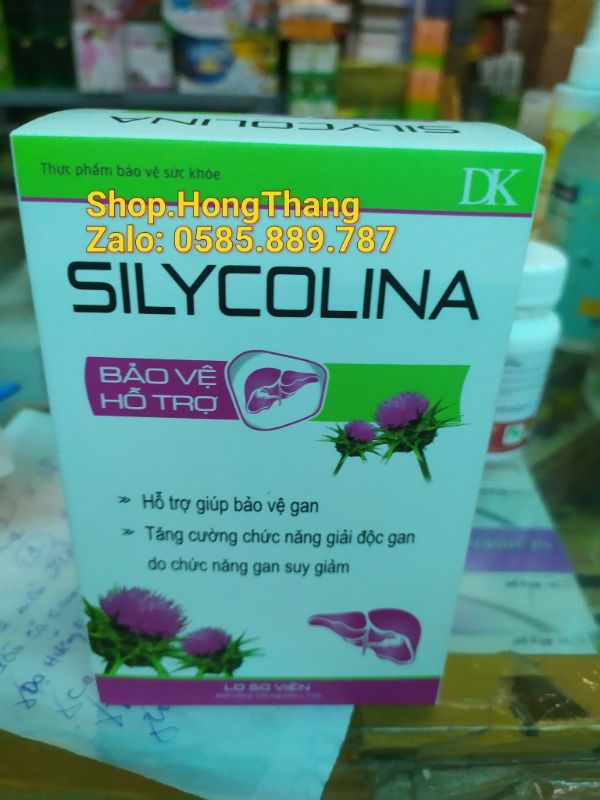 SILYCOLINA
Thực phẩm bảo vệ sức khỏe
DK
Shop.HongThang
Zalo: 0585.889.787
SILYCOLINA
BẢO VỆ
HỖ TRỢ
» Hỗ trợ giúp bảo vệ gan
» Tăng cường chức năng giải độc gan
do chức năng gan suy giảm
LỌ 50 VIÊN